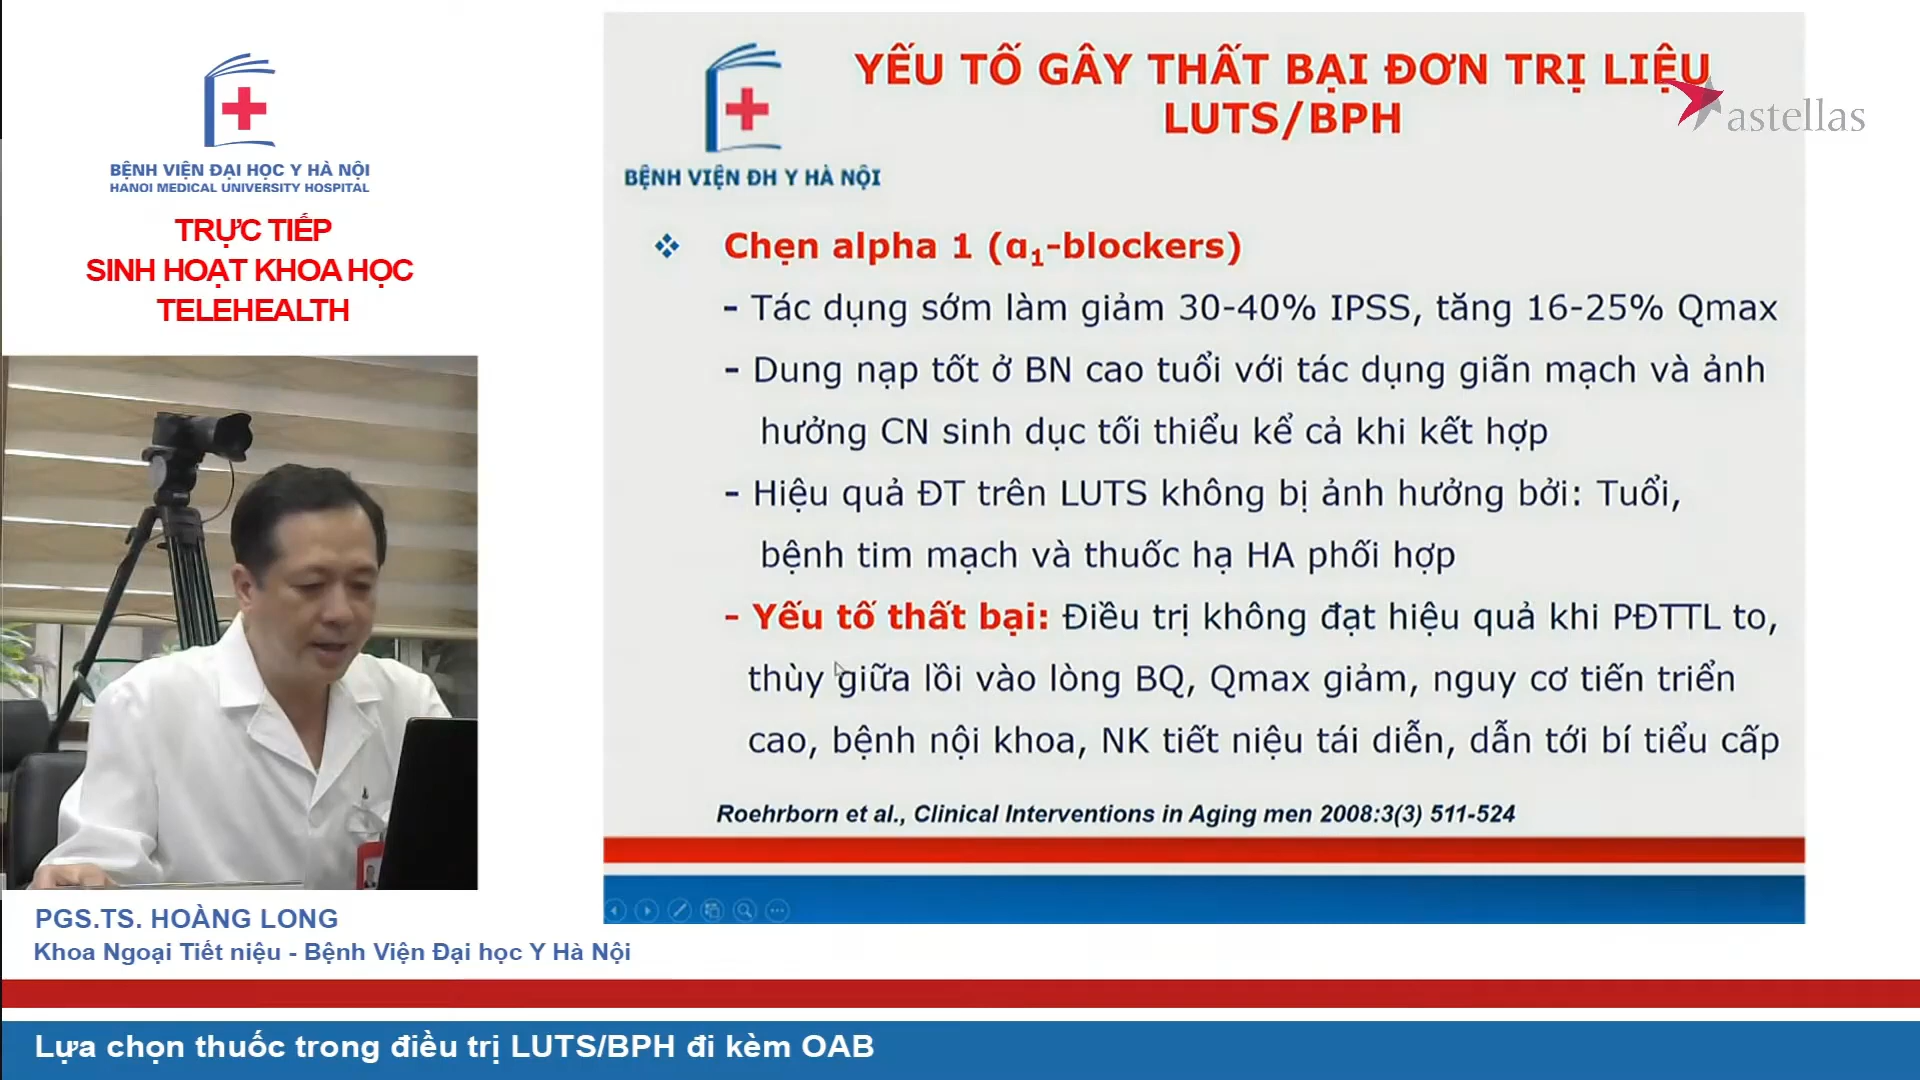 BỆNH VIỆN ĐẠI HỌC Y HÀ NỘI
HANOI MEDICAL UNIVERSITY HOSPITAL
TRỰC TIẾP
SINH HOẠT KHOA HỌC
TELEHEALTH
BỆNH VIỆN ĐH Y HÀ NỘI
YẾU TỐ GÂY THẤT BẠI ĐƠN TRỊ LIỆU
LUTS/BPH
astellas
❖ Chẹn alpha 1 (α1-blockers)
- Tác dụng sớm làm giảm 30-40% IPSS, tăng 16-25% Qmax
- Dung nạp tốt ở BN cao tuổi với tác dụng giãn mạch và ảnh
hưởng CN sinh dục tối thiểu kể cả khi kết hợp
- Hiệu quả ĐT trên LUTS không bị ảnh hưởng bởi: Tuổi,
bệnh tim mạch và thuốc hạ HA phối hợp
- Yếu tố thất bại: Điều trị không đạt hiệu quả khi PĐTTL to,
thùy giữa lồi vào lòng BQ, Qmax giảm, nguy cơ tiến triển
cao, bệnh nội khoa, NK tiết niệu tái diễn, dẫn tới bí tiểu cấp
Roehrborn et al., Clinical Interventions in Aging men 2008:3(3) 511-524
PGS.TS. HOÀNG LONG
Khoa Ngoại Tiết niệu - Bệnh Viện Đại học Y Hà Nội
Lựa chọn thuốc trong điều trị LUTS/BPH đi kèm OAB